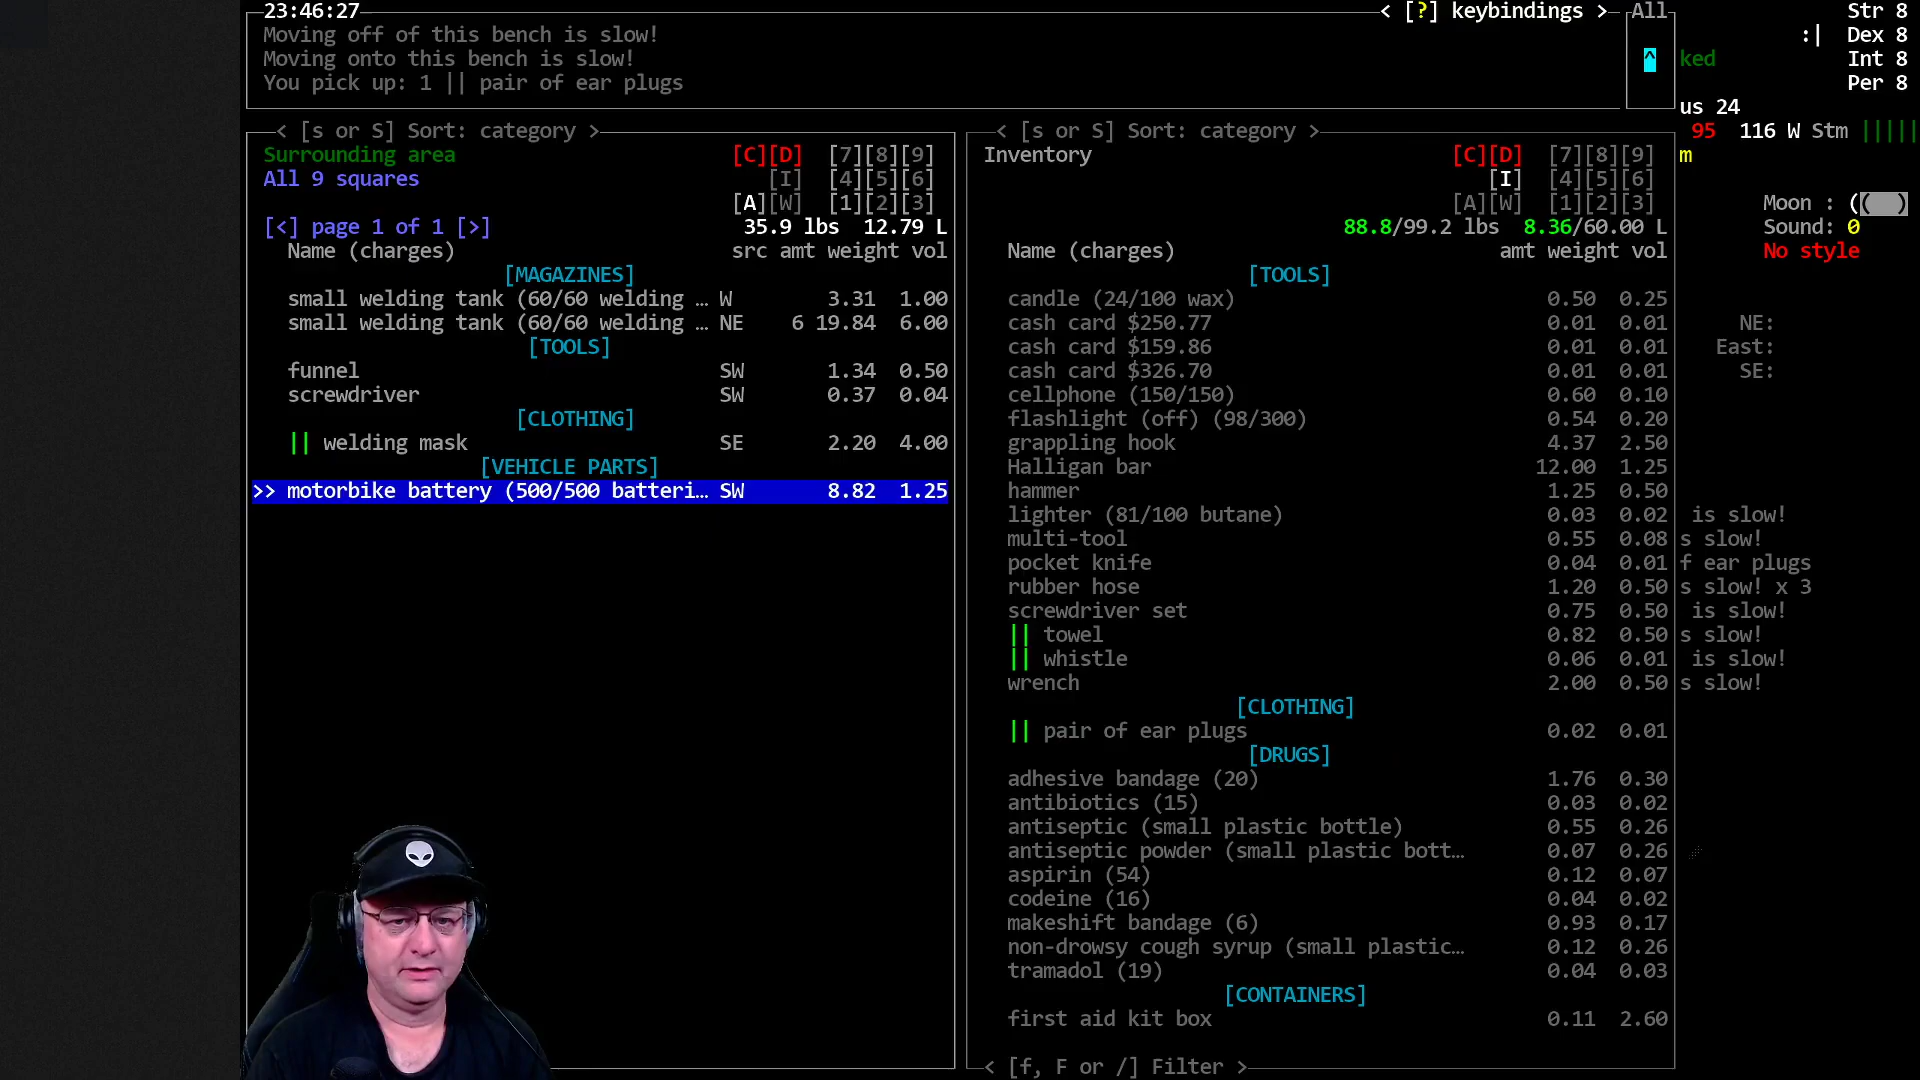 23:46:27
< [?] keybindings >
All
Str 8
Moving off of this bench is slow!
:|
Dex 8
Moving onto this bench is slow!
^
ked
Int 8
You pick up: 1 || pair of ear plugs
Per 8
us 24
< [s or S] Sort: category >
< [s or S] Sort: category >
95 116 W Stm |||||
Surrounding area [C][D] [7][8][9]
Inventory [C][D] [7][8][9]
m
All 9 squares [I] [4][5][6]
[I] [4][5][6]
[A][W] [1][2][3]
[A][W] [1][2][3]
Moon : (( )
[<] page 1 of 1 [>] 35.9 lbs 12.79 L
88.8/99.2 lbs 8.36/60.00 L
Sound: 0
Name (charges) src amt weight vol
Name (charges) amt weight vol
No style
[MAGAZINES]
[TOOLS]
small welding tank (60/60 welding … W 3.31 1.00
candle (24/100 wax) 0.50 0.25
small welding tank (60/60 welding … NE 6 19.84 6.00
cash card $250.77 0.01 0.01
NE:
[TOOLS]
cash card $159.86 0.01 0.01
East:
funnel SW 1.34 0.50
cash card $326.70 0.01 0.01
SE:
screwdriver SW 0.37 0.04
cellphone (150/150) 0.60 0.10
[CLOTHING]
flashlight (off) (98/300) 0.54 0.20
|| welding mask SE 2.20 4.00
grappling hook 4.37 2.50
[VEHICLE PARTS]
Halligan bar 12.00 1.25
>> motorbike battery (500/500 batteri… SW 8.82 1.25
hammer 1.25 0.50
lighter (81/100 butane) 0.03 0.02
is slow!
multi-tool 0.55 0.08
s slow!
pocket knife 0.04 0.01
f ear plugs
rubber hose 1.20 0.50
s slow! x 3
screwdriver set 0.75 0.50
is slow!
|| towel 0.82 0.50
s slow!
|| whistle 0.06 0.01
is slow!
wrench 2.00 0.50
s slow!
[CLOTHING]
|| pair of ear plugs 0.02 0.01
[DRUGS]
adhesive bandage (20) 1.76 0.30
antibiotics (15) 0.03 0.02
antiseptic (small plastic bottle) 0.55 0.26
antiseptic powder (small plastic bott… 0.07 0.26
aspirin (54) 0.12 0.07
codeine (16) 0.04 0.02
makeshift bandage (6) 0.93 0.17
non-drowsy cough syrup (small plastic… 0.12 0.26
tramadol (19) 0.04 0.03
[CONTAINERS]
first aid kit box 0.11 2.60
< [f, F or /] Filter >